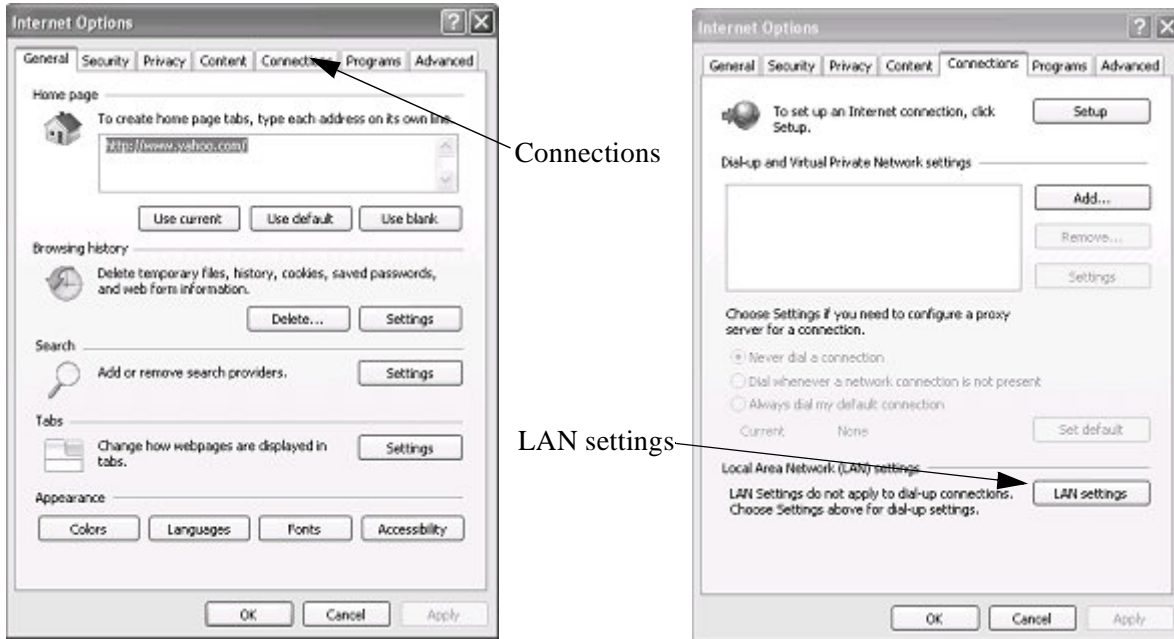 Internet Options
General Security Privacy Content Connections Programs Advanced
Home page
To create home page tabs, type each address on its own line.
http://www.yahoo.com/
Use current Use default Use blank
Browsing history
Delete temporary files, history, cookies, saved passwords,
and web form information.
Delete... Settings
Search
Add or remove search providers.
Settings
Tabs
Change how webpages are displayed in
tabs.
Settings
Appearance
Colors Languages Fonts Accessibility
OK Cancel Apply
Connections
LAN settings
Internet Options
General Security Privacy Content Connections Programs Advanced
To set up an Internet connection, click
Setup.
Setup
Dial-up and Virtual Private Network settings
Add...
Remove...
Settings
Choose Settings if you need to configure a proxy
server for a connection.
Never dial a connection
Dial whenever a network connection is not present
Always dial my default connection
Current None
Set default
Local Area Network (LAN) settings
LAN Settings do not apply to dial-up connections.
Choose Settings above for dial-up settings.
LAN settings
OK Cancel Apply